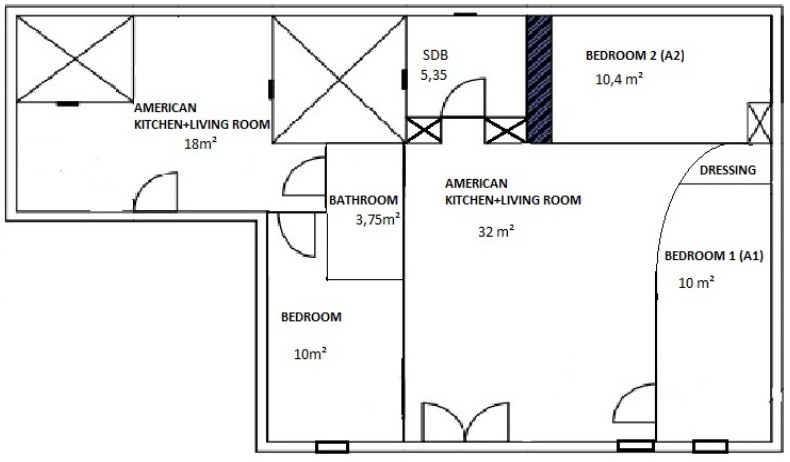 SDB
5,35
BEDROOM 2 (A2)
10,4 m²
AMERICAN
KITCHEN+LIVING ROOM
18m²
BATHROOM
3,75m²
AMERICAN
KITCHEN+LIVING ROOM
32 m²
DRESSING
BEDROOM 1 (A1)
10 m²
BEDROOM
10m²